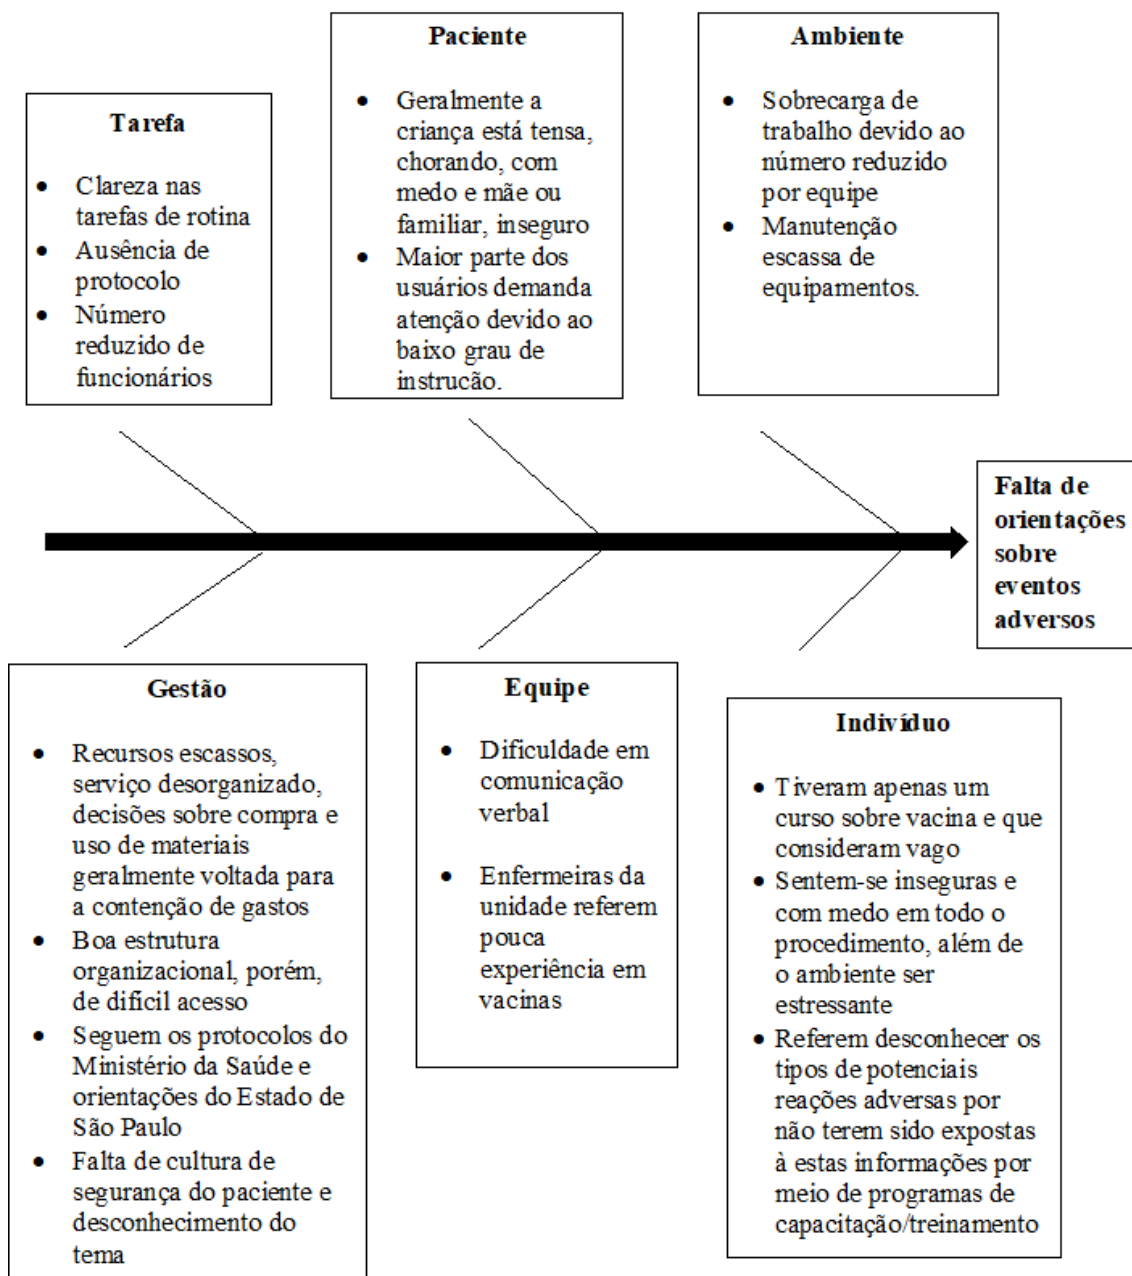 Tarefa
• Clareza nas
tarefas de rotina
• Ausência de
protocolo
• Número
reduzido de
funcionários
Paciente
• Geralmente a
criança está tensa,
chorando, com
medo e mãe ou
familiar, inseguro
• Maior parte dos
usuários demanda
atenção devido ao
baixo grau de
instrucão.
Ambiente
• Sobrecarga de
trabalho devido ao
número reduzido
por equipe
• Manutenção
escassa de
equipamentos.
Falta de
orientações
sobre
eventos
adversos
Gestão
• Recursos escassos,
serviço desorganizado,
decisões sobre compra e
uso de materiais
geralmente voltada para
a contenção de gastos
• Boa estrutura
organizacional, porém,
de difícil acesso
• Seguem os protocolos do
Ministério da Saúde e
orientações do Estado de
São Paulo
• Falta de cultura de
segurança do paciente e
desconhecimento do
tema
Equipe
• Dificuldade em
comunicação
verbal
• Enfermeiras da
unidade referem
pouca
experiência em
vacinas
Indivíduo
• Tiveram apenas um
curso sobre vacina e que
consideram vago
• Sentem-se inseguras e
com medo em todo o
procedimento, além de
o ambiente ser
estressante
• Referem desconhecer os
tipos de potenciais
reações adversas por
não terem sido expostas
à estas informações por
meio de programas de
capacitação/treinamento